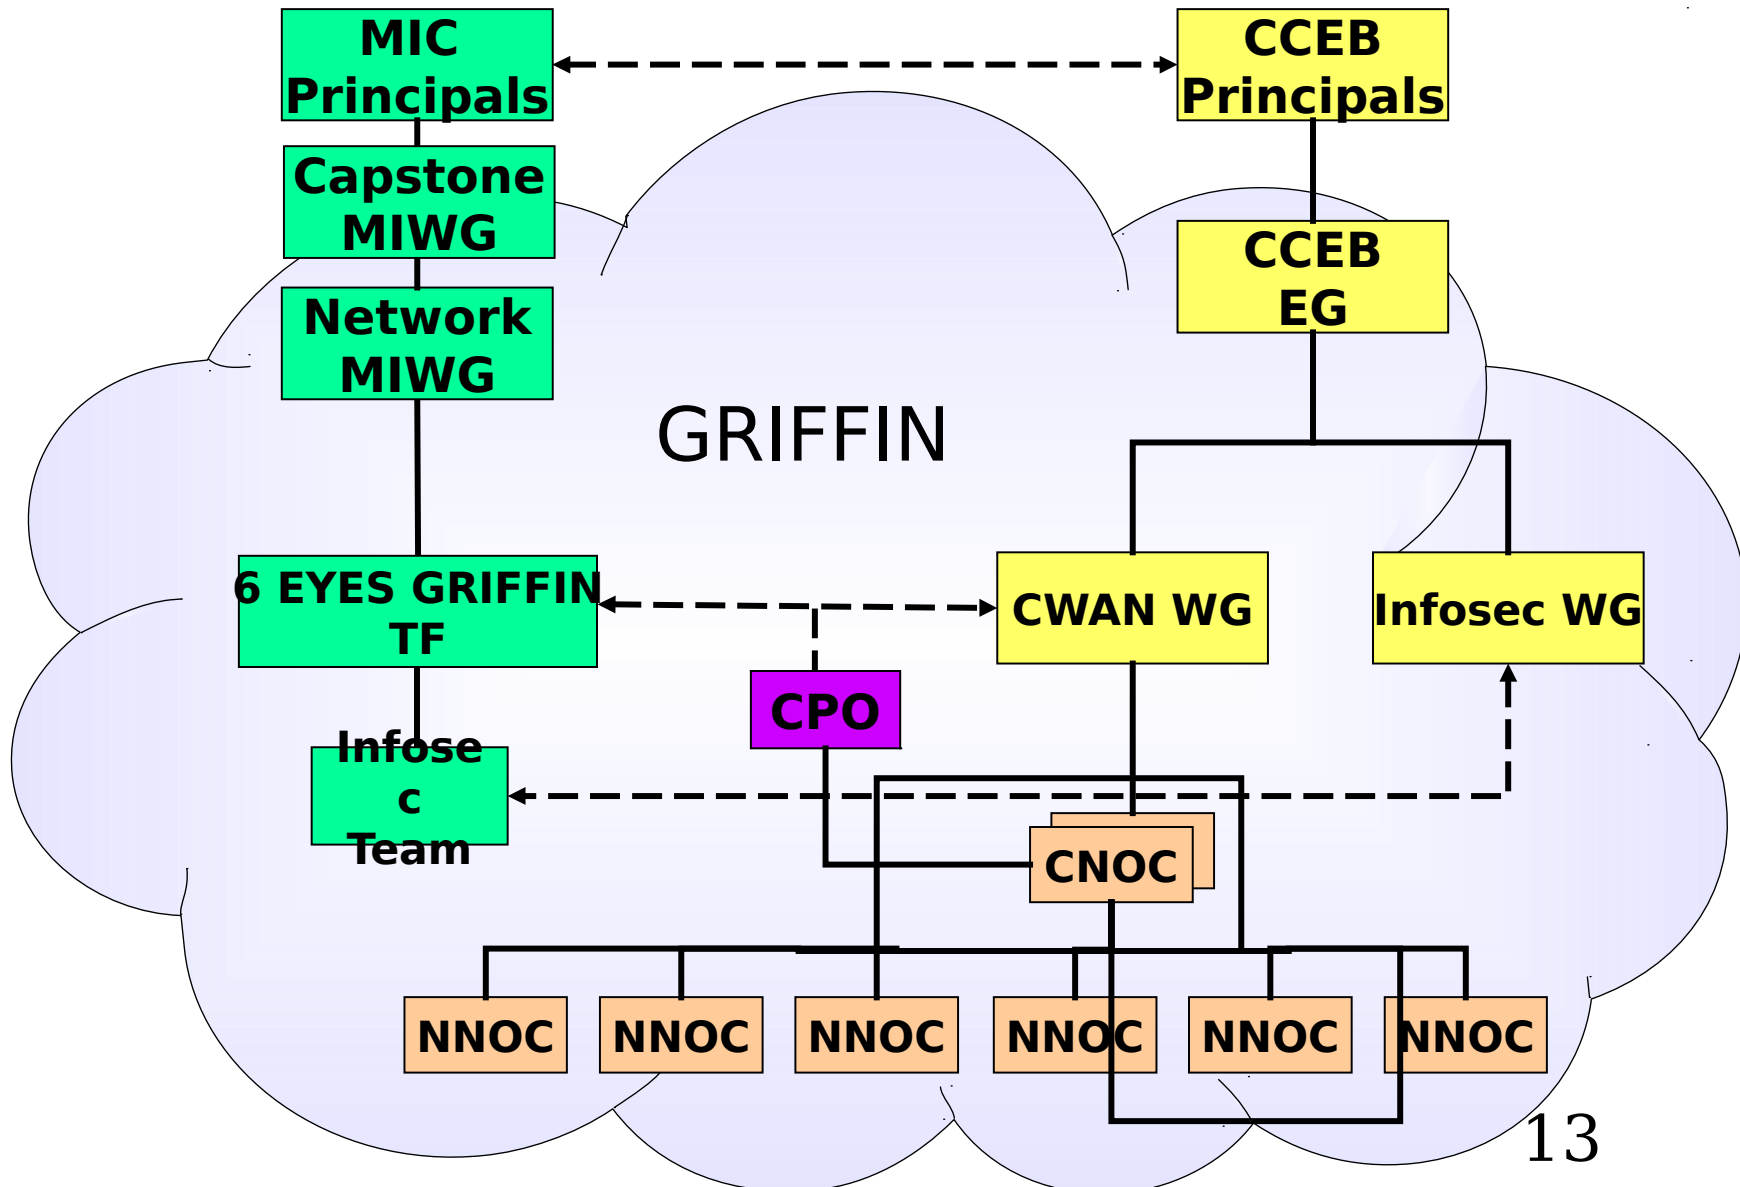 MIC
Principals
CCEB
Principals
Capstone
MIWG
CCEB
EG
Network
MIWG
GRIFFIN
6 EYES GRIFFIN
TF
CWAN WG
Infosec WG
CPO
Infose
c
Team
CNOC
NNOC
NNOC
NNOC
NNOC
NNOC
NNOC
13